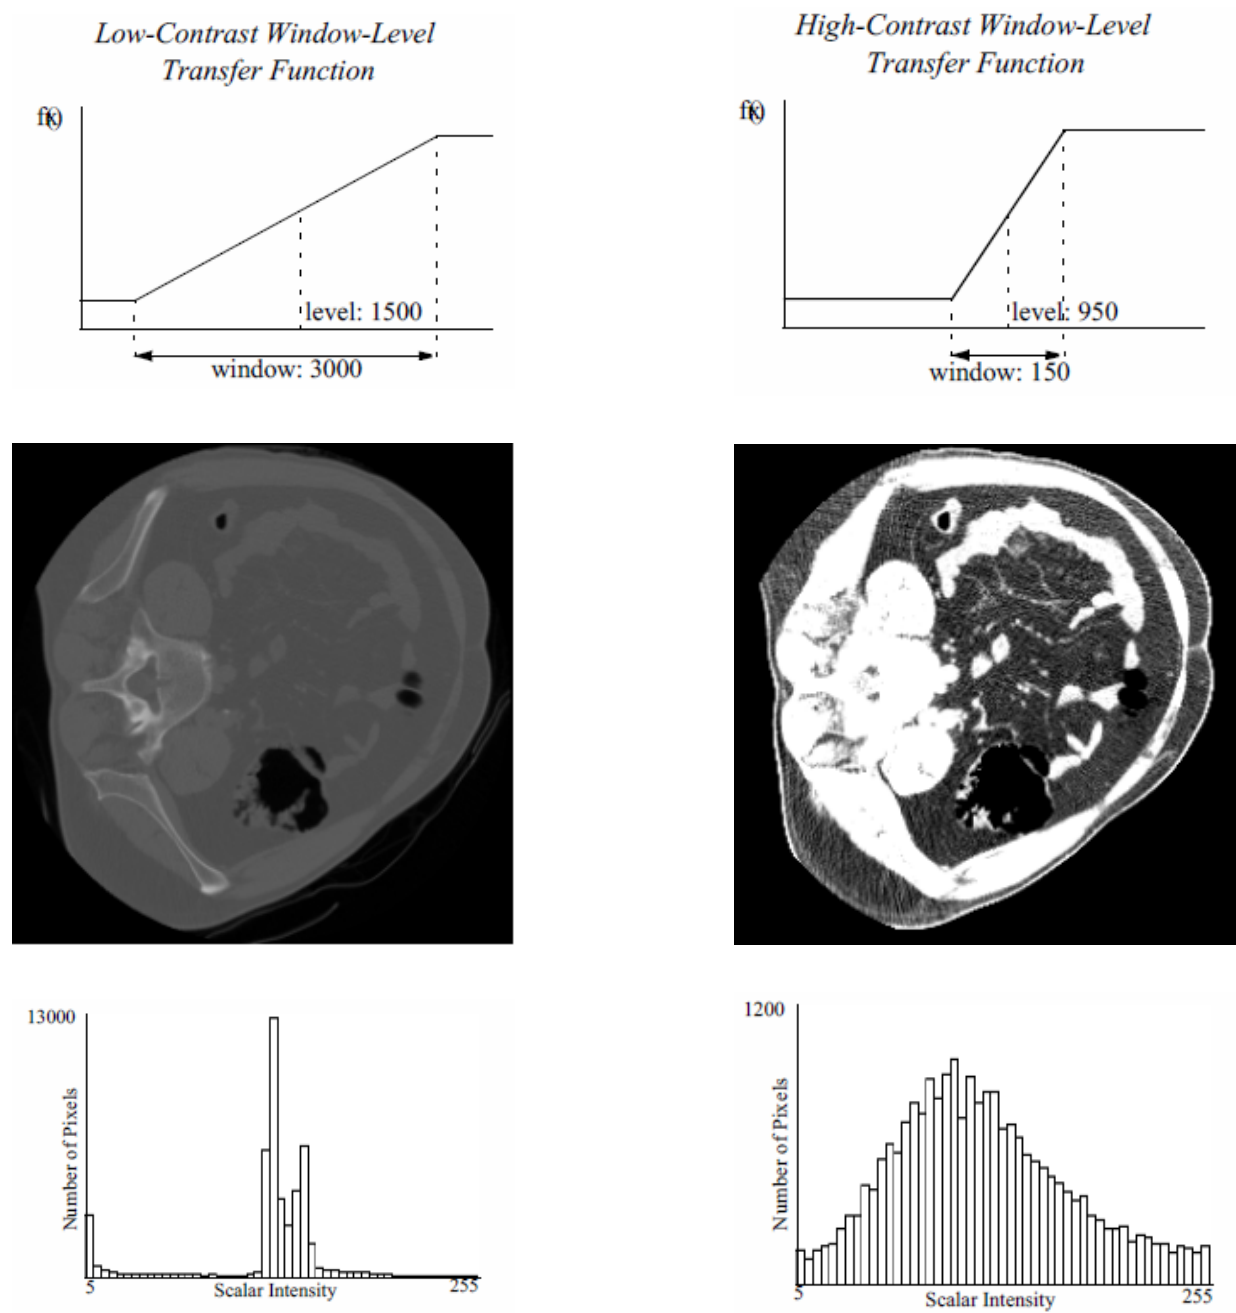 Low-Contrast Window-Level
Transfer Function
High-Contrast Window-Level
Transfer Function
level: 1500
window: 3000
level: 950
window: 150
13000
Number of Pixels
5
Scalar Intensity
255
1200
Number of Pixels
5
Scalar Intensity
255